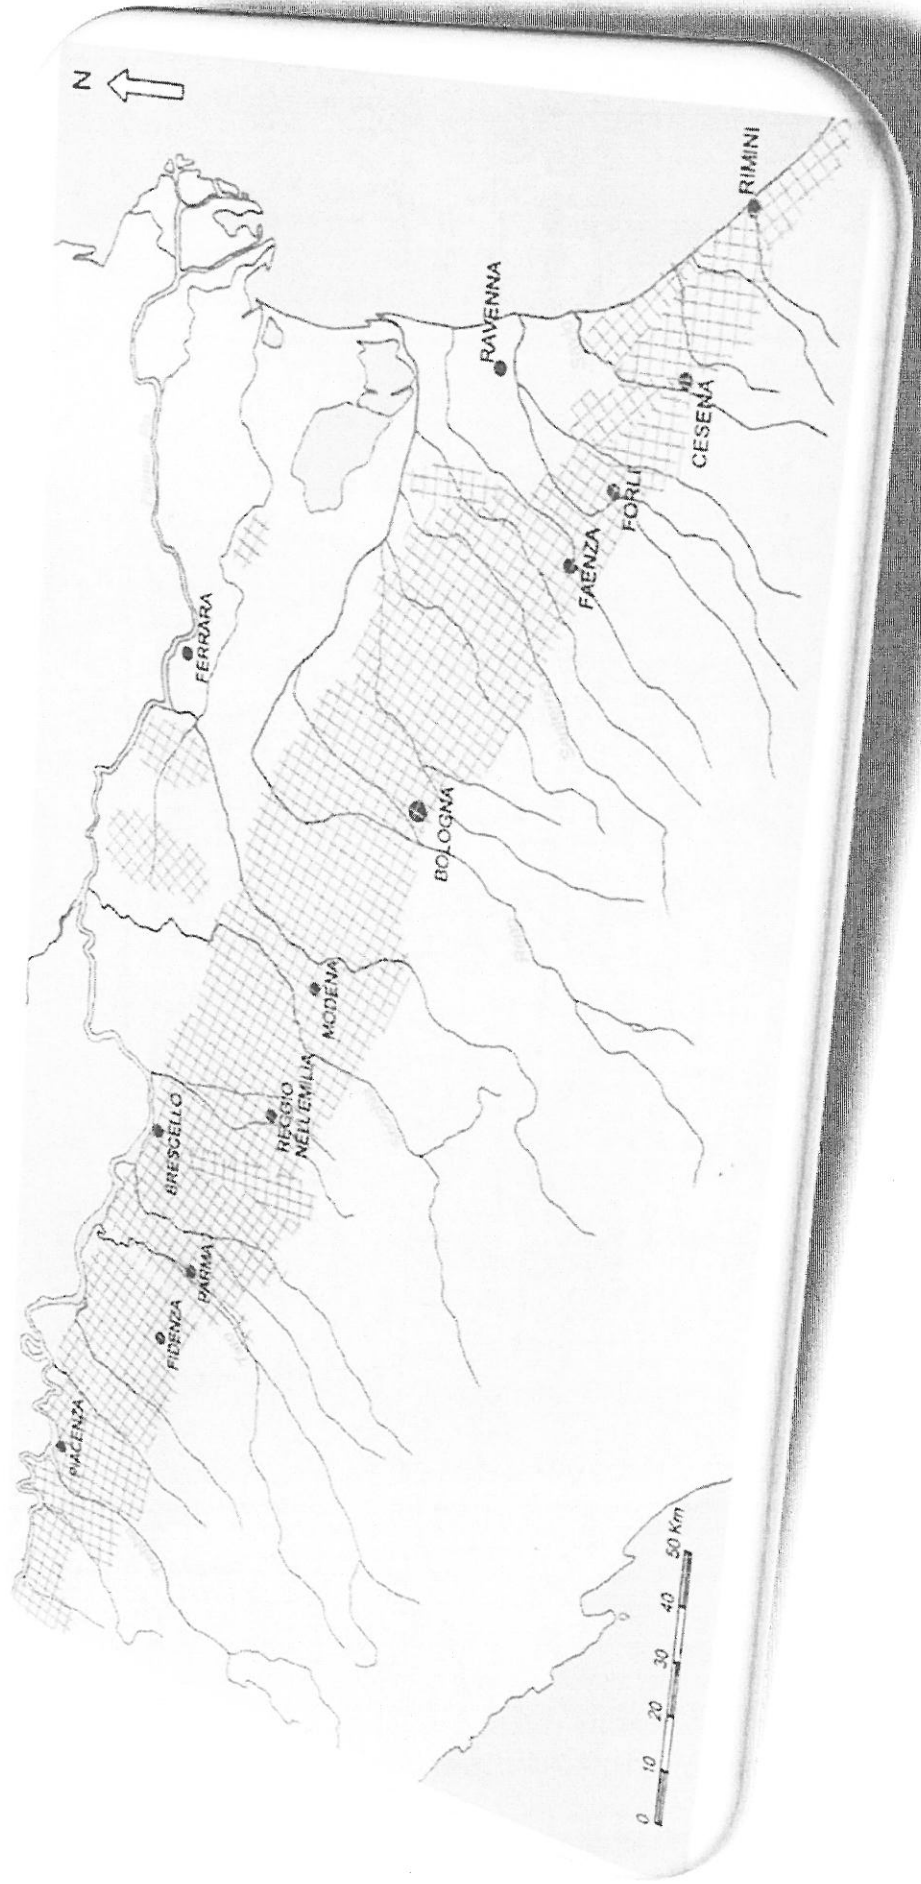 N
PIACENZA
FIDENZA
PARMA
BRESCELLO
REGGIO
NELL'EMILIA
MODENA
BOLOGNA
FERRARA
RAVENNA
FAENZA
FORLI
CESENA
RIMINI
0 10 20 30 40 50 Km